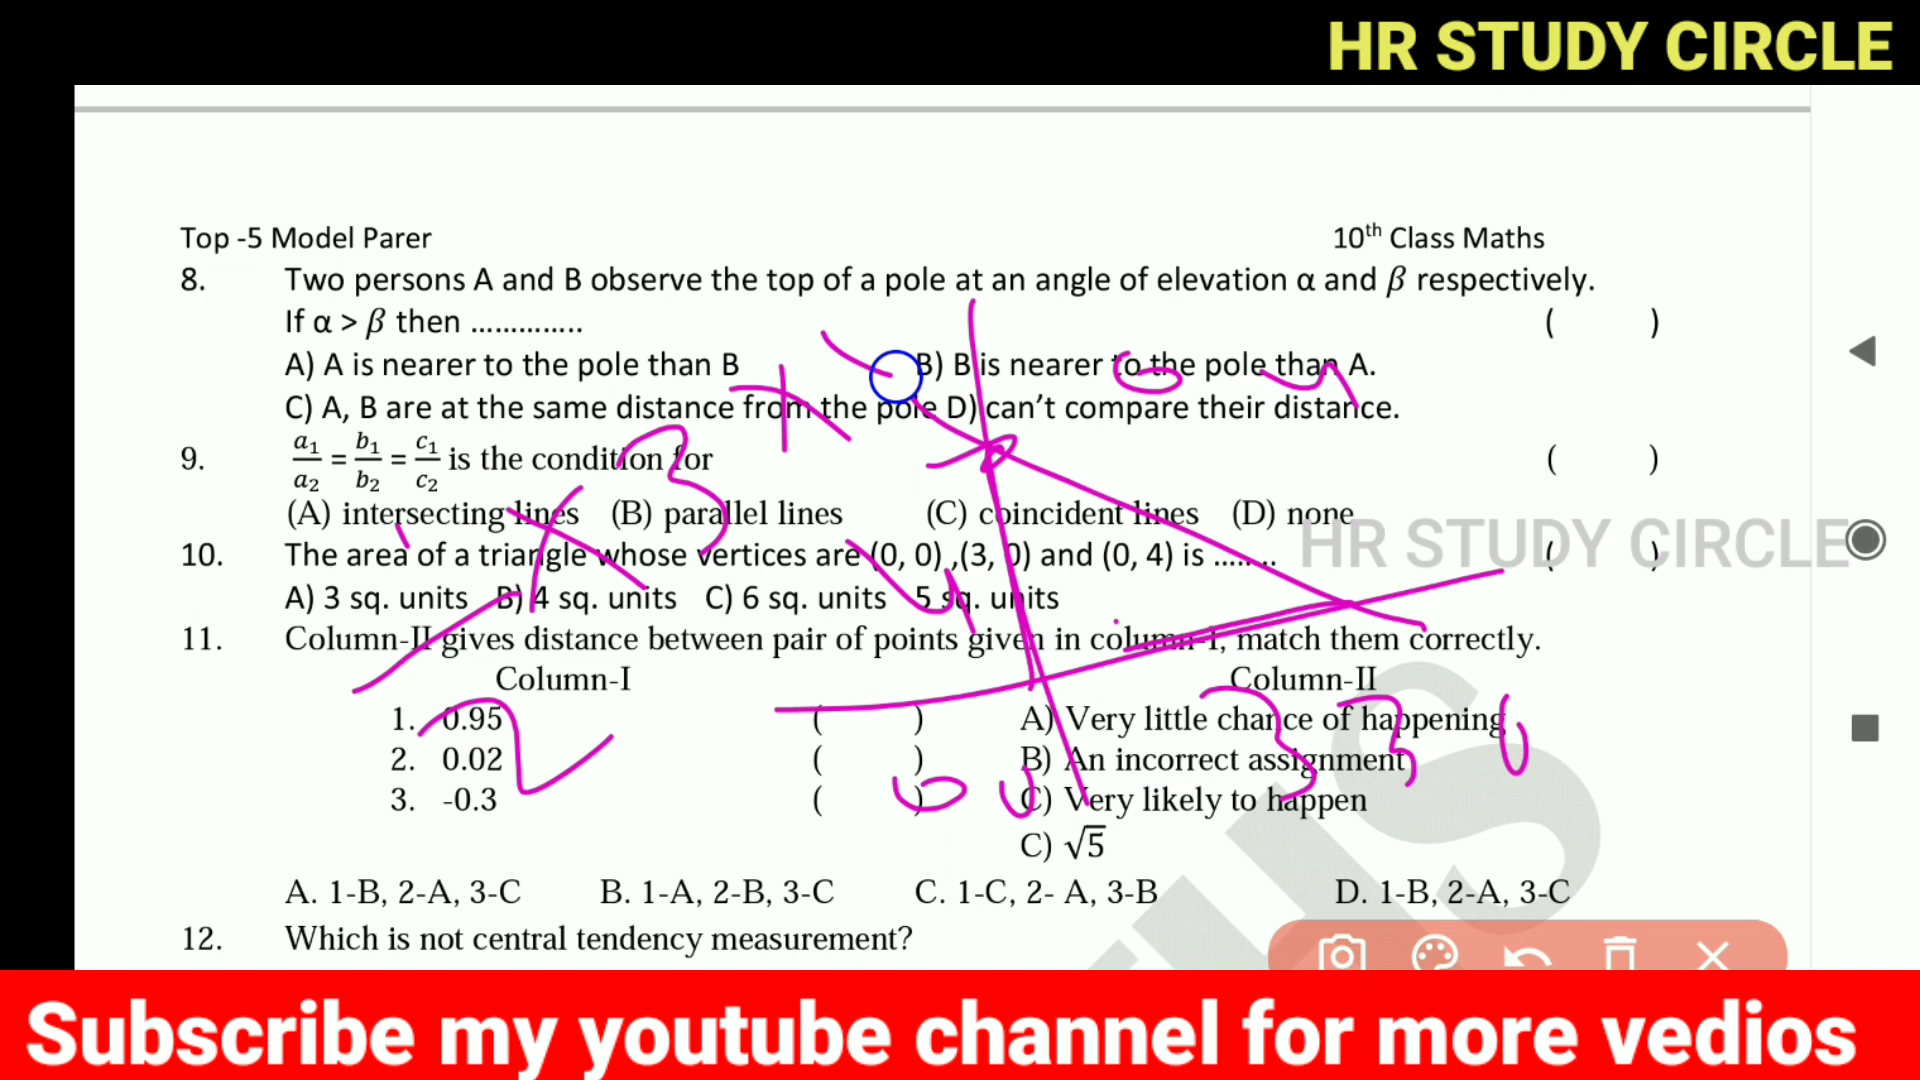 HR STUDY CIRCLE
Top -5 Model Parer 10th Class Maths
8. Two persons A and B observe the top of a pole at an angle of elevation α and β respectively.
If α > β then .............. ( )
A) A is nearer to the pole than B B) B is nearer to the pole than A.
C) A, B are at the same distance from the pole D) can't compare their distance.
9. a₁/a₂ = b₁/b₂ = c₁/c₂ is the condition for ( )
(A) intersecting lines (B) parallel lines (C) coincident lines (D) none
HR STUDY CIRCLE
10. The area of a triangle whose vertices are (0, 0) ,(3, 0) and (0, 4) is ........ ( )
A) 3 sq. units B) 4 sq. units C) 6 sq. units 5 sq. units
11. Column-II gives distance between pair of points given in column-I, match them correctly.
Column-I Column-II
1. 0.95 ( ) A) Very little chance of happening
2. 0.02 ( ) B) An incorrect assignment
3. -0.3 ( ) C) Very likely to happen
C) √5
A. 1-B, 2-A, 3-C B. 1-A, 2-B, 3-C C. 1-C, 2- A, 3-B D. 1-B, 2-A, 3-C
12. Which is not central tendency measurement?
Subscribe my youtube channel for more vedios